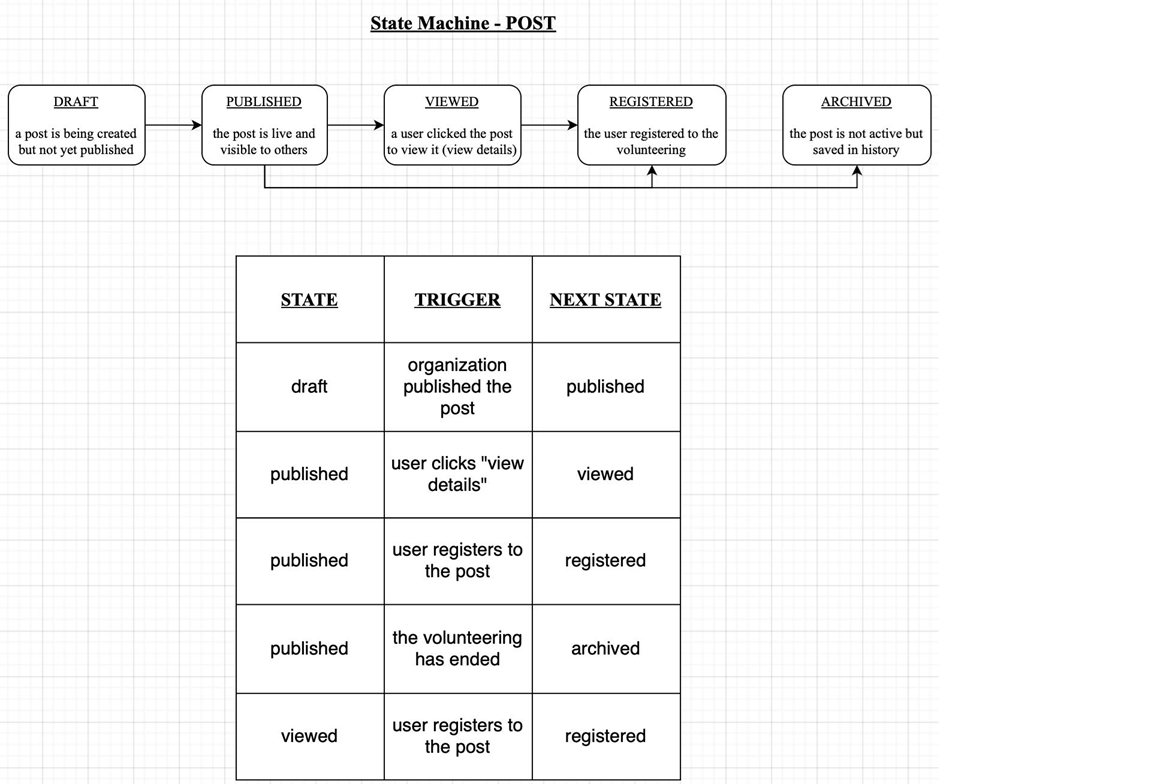 State Machine - POST
DRAFT
a post is being created
but not yet published
PUBLISHED
the post is live and
visible to others
VIEWED
a user clicked the post
to view it (view details)
REGISTERED
the user registered to the
volunteering
ARCHIVED
the post is not active but
saved in history
STATE
TRIGGER
NEXT STATE
draft
organization
published the
post
published
published
user clicks "view
details"
viewed
published
user registers to
the post
registered
published
the volunteering
has ended
archived
viewed
user registers to
the post
registered